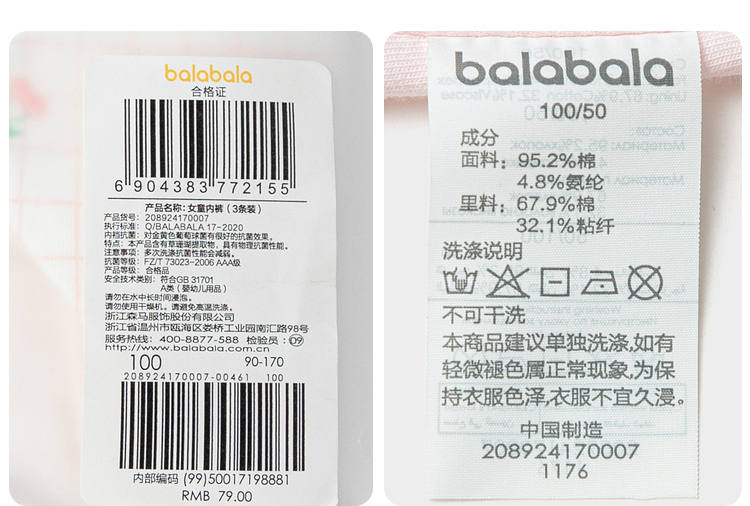 balabala
合格证
6 904383 772155
产品名称: 女童内裤 (3条装)
产品货号: 208924170007
执行标准: Q/BALABALA 17-2020
内裆抗菌: 对金黄色葡萄球菌有很好的抗菌效果。
特点: 本产品含有草珊瑚提取物, 具有物理抗菌性能。
注意事项: 多次洗涤抗菌性能会减弱。
抗菌等级: FZ/T 73023-2006 AAA级
产品等级: 合格品
安全技术类别: 符合GB 31701
A类 (婴幼儿用品)
请勿在水中长时间浸泡。
请勿使用干燥机。请避免高温洗涤。
浙江森马服饰股份有限公司
浙江省温州市瓯海区娄桥工业园南汇路98号
服务热线: 400-8877-588 检验员: 09
http://www.balabala.com.cn
100 90-170
208924170007-00461 100
内部编码 (99)50017198881
RMB 79.00
balabala
100/50
成分
面料: 95.2%棉
4.8%氨纶
里料: 67.9%棉
32.1%粘纤
洗涤说明
不可干洗
本商品建议单独洗涤,如有
轻微褪色属正常现象,为保
持衣服色泽,衣服不宜久浸。
中国制造
208924170007
1176